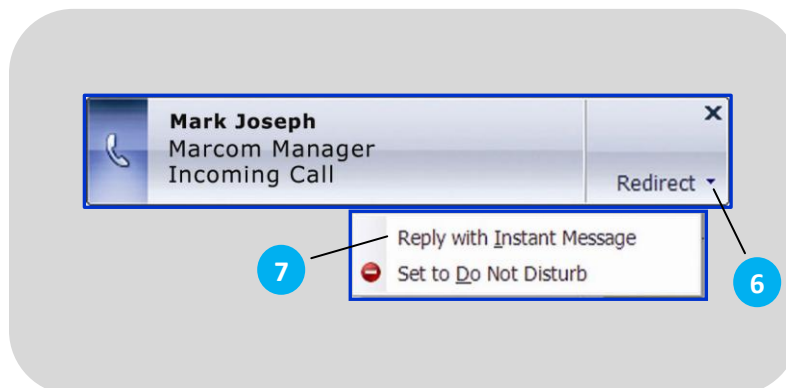 Mark Joseph
Marcom Manager
Incoming Call
Redirect
Reply with Instant Message
Set to Do Not Disturb
7
6